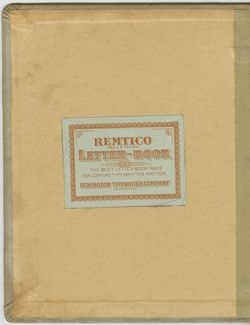 REMTICO
LETTER-BOOK
THE BEST LETTER BOOK MADE
FOR COPYING TYPEWRITTEN MATTER
REMINGTON TYPEWRITER COMPANY